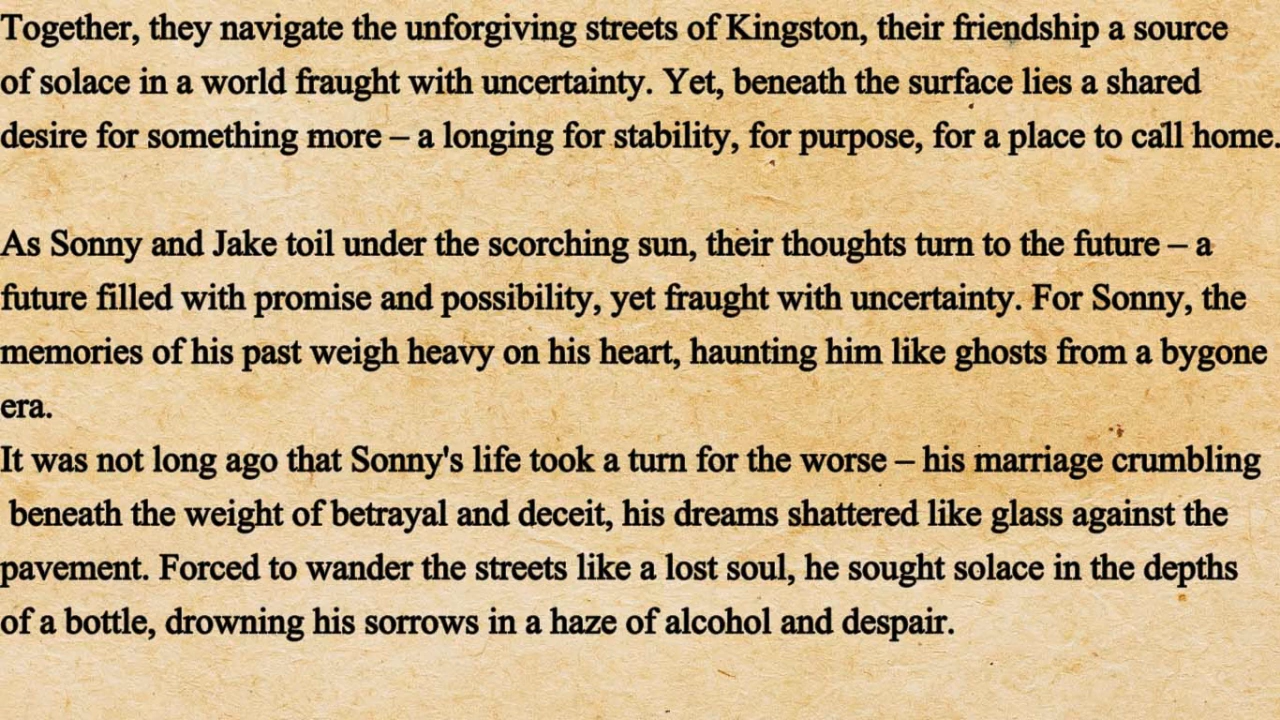 Together, they navigate the unforgiving streets of Kingston, their friendship a source
of solace in a world fraught with uncertainty. Yet, beneath the surface lies a shared
desire for something more – a longing for stability, for purpose, for a place to call home.
As Sonny and Jake toil under the scorching sun, their thoughts turn to the future – a
future filled with promise and possibility, yet fraught with uncertainty. For Sonny, the
memories of his past weigh heavy on his heart, haunting him like ghosts from a bygone
era.
It was not long ago that Sonny's life took a turn for the worse – his marriage crumbling
beneath the weight of betrayal and deceit, his dreams shattered like glass against the
pavement. Forced to wander the streets like a lost soul, he sought solace in the depths
of a bottle, drowning his sorrows in a haze of alcohol and despair.